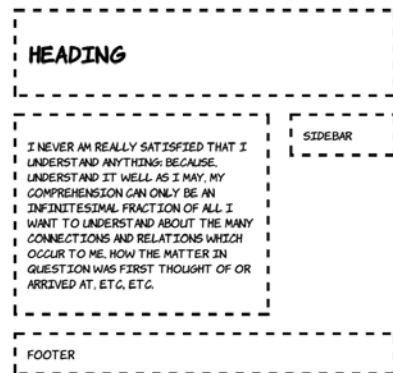 HEADING
I NEVER AM REALLY SATISFIED THAT I
UNDERSTAND ANYTHING; BECAUSE,
UNDERSTAND IT WELL AS I MAY, MY
COMPREHENSION CAN ONLY BE AN
INFINITESIMAL FRACTION OF ALL I
WANT TO UNDERSTAND ABOUT THE MANY
CONNECTIONS AND RELATIONS WHICH
OCCUR TO ME, HOW THE MATTER IN
QUESTION WAS FIRST THOUGHT OF OR
ARRIVED AT, ETC, ETC.
SIDEBAR
FOOTER